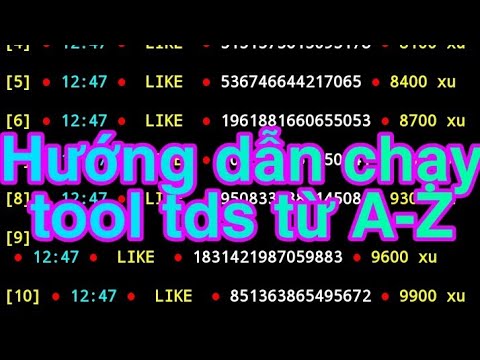 [5] • 12:47 • LIKE • 536746644217065 • 8400 xu
[6] • 12:47 • LIKE • 1961881660655053 • 8700 xu
Hướng dẫn chạy
tool tds từ A-Z
[8]
[9]
• 12:47 • LIKE • 1831421987059883 • 9600 xu
[10] • 12:47 • LIKE • 851363865495672 • 9900 xu